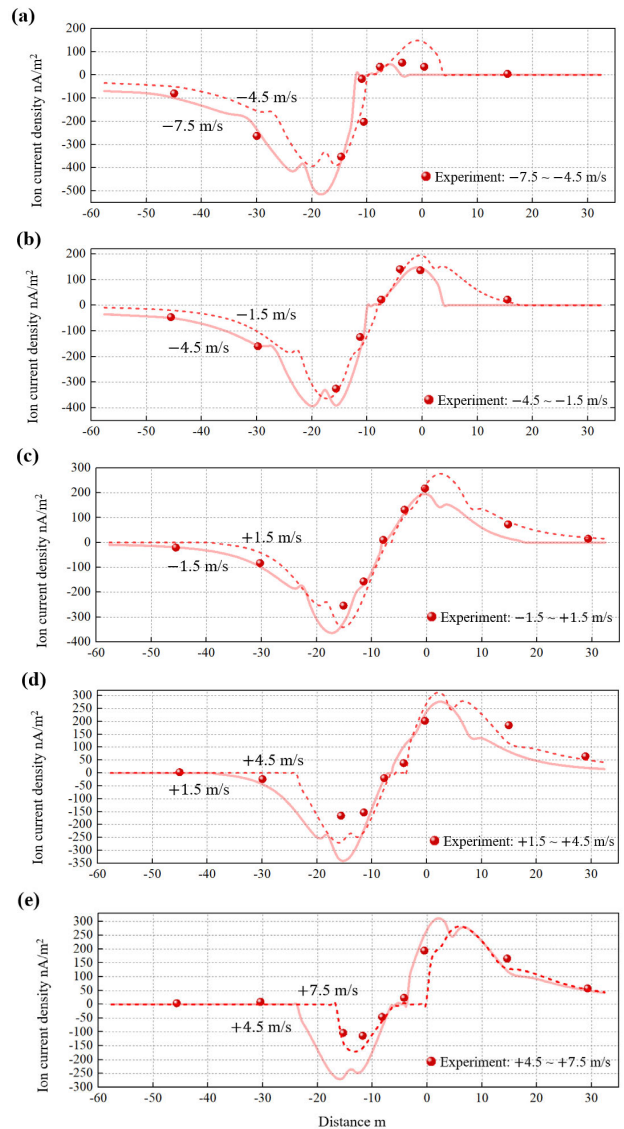 (a)
Ion current density nA/m²
200
100
0
-100
-200
-300
-400
-500
−4.5 m/s
−7.5 m/s
Experiment: −7.5 ~ −4.5 m/s
-60 -50 -40 -30 -20 -10 0 10 20 30
(b)
Ion current density nA/m²
200
100
0
-100
-200
-300
-400
−1.5 m/s
−4.5 m/s
Experiment: −4.5 ~ −1.5 m/s
-60 -50 -40 -30 -20 -10 0 10 20 30
(c)
Ion current density nA/m²
300
200
100
0
-100
-200
-300
-400
+1.5 m/s
−1.5 m/s
Experiment: −1.5 ~ +1.5 m/s
-60 -50 -40 -30 -20 -10 0 10 20 30
(d)
Ion current density nA/m²
300
250
200
150
100
50
0
-50
-100
-150
-200
-250
-300
350
+4.5 m/s
+1.5 m/s
Experiment: +1.5 ~ +4.5 m/s
-60 -50 -40 -30 -20 -10 0 10 20 30
(e)
Ion current density nA/m²
300
250
200
150
100
50
0
-50
-100
-150
-200
-250
-300
+7.5 m/s
+4.5 m/s
Experiment: +4.5 ~ +7.5 m/s
-60 -50 -40 -30 -20 -10 0 10 20 30
Distance m